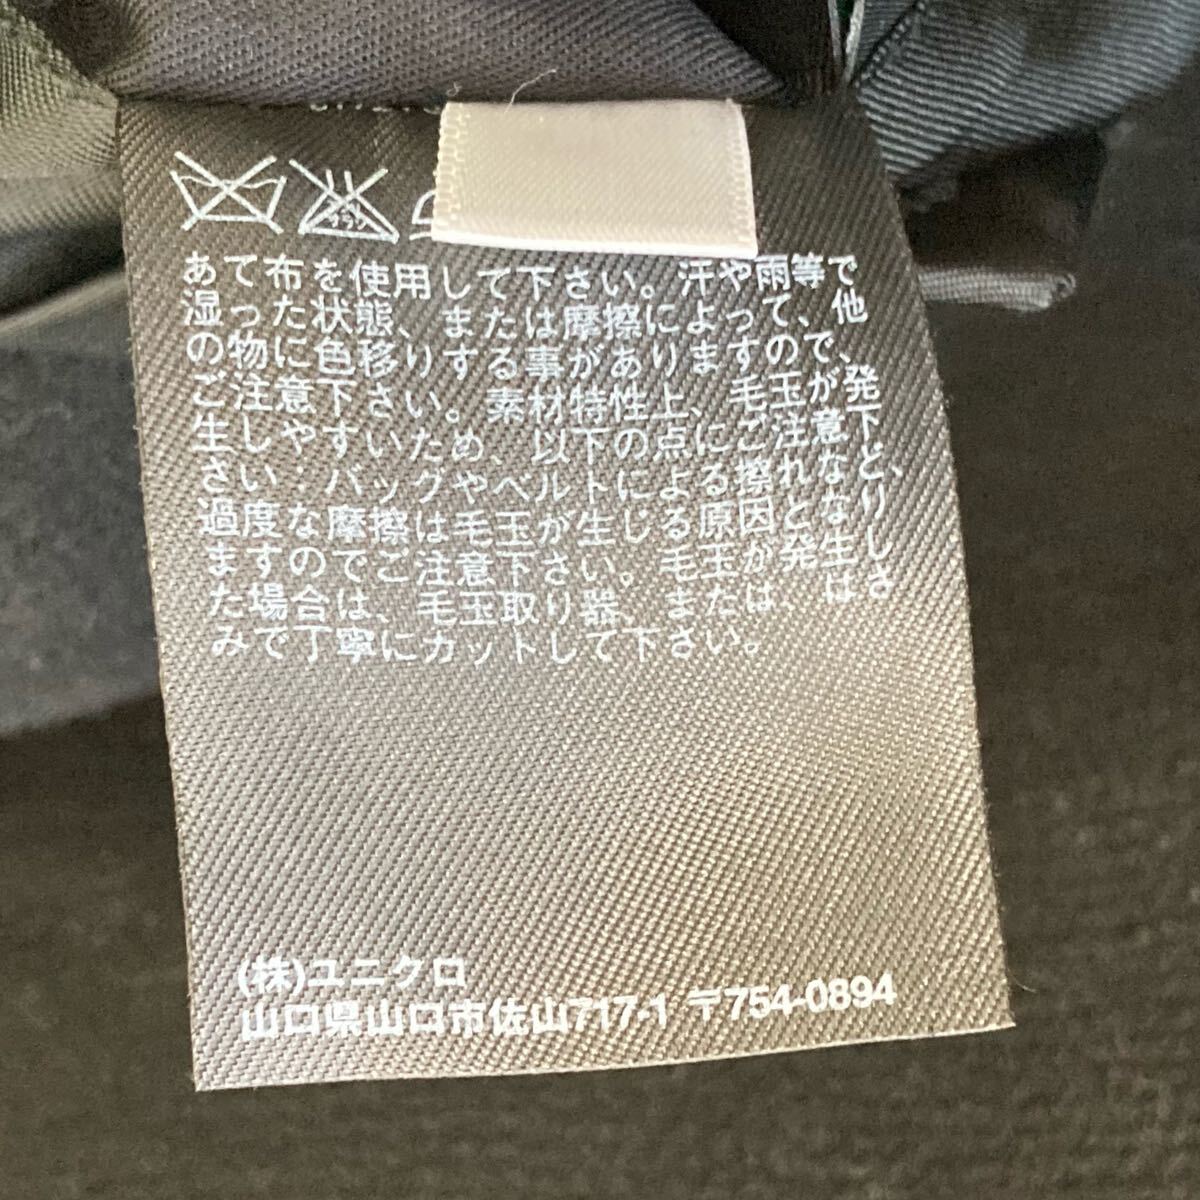 エンソ
サラシ
あて布を使用して下さい。汗や雨等で
湿った状態、または摩擦によって、他
の物に色移りする事がありますので、
ご注意下さい。素材特性上、毛玉が発
生しやすいため、以下の点にご注意下
さい:バッグやベルトによる擦れなど、
過度な摩擦は毛玉が生じる原因となり
ますのでご注意下さい。毛玉が発生し
た場合は、毛玉取り器、または、はさ
みで丁寧にカットして下さい。
(株)ユニクロ
山口県山口市佐山717-1 〒754-0894